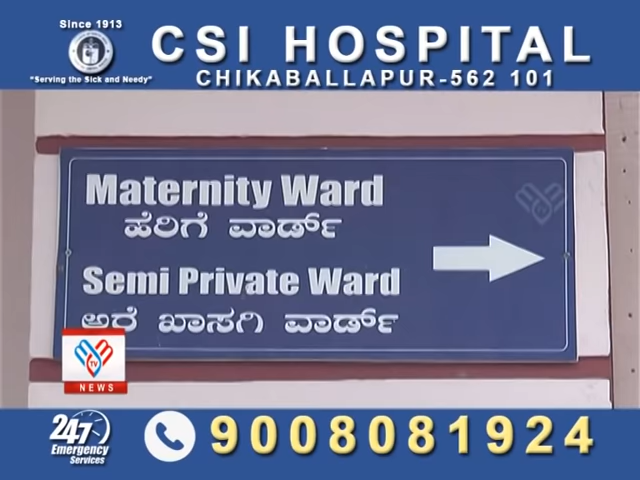 Since 1913
"Serving the Sick and Needy"
CSI HOSPITAL
CHIKABALLAPUR-562 101
Maternity Ward
ಹೆರಿಗೆ ವಾರ್ಡ್
Semi Private Ward
ಅರೆ ಖಾಸಗಿ ವಾರ್ಡ್
TV
NEWS
24/7
Emergency
Services
9008081924